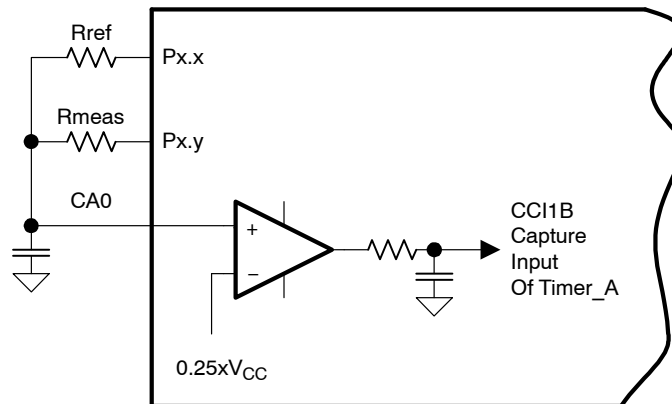 Rref
Px.x
Rmeas
Px.y
CA0
+
−
CCI1B
Capture
Input
Of Timer_A
0.25xVCC